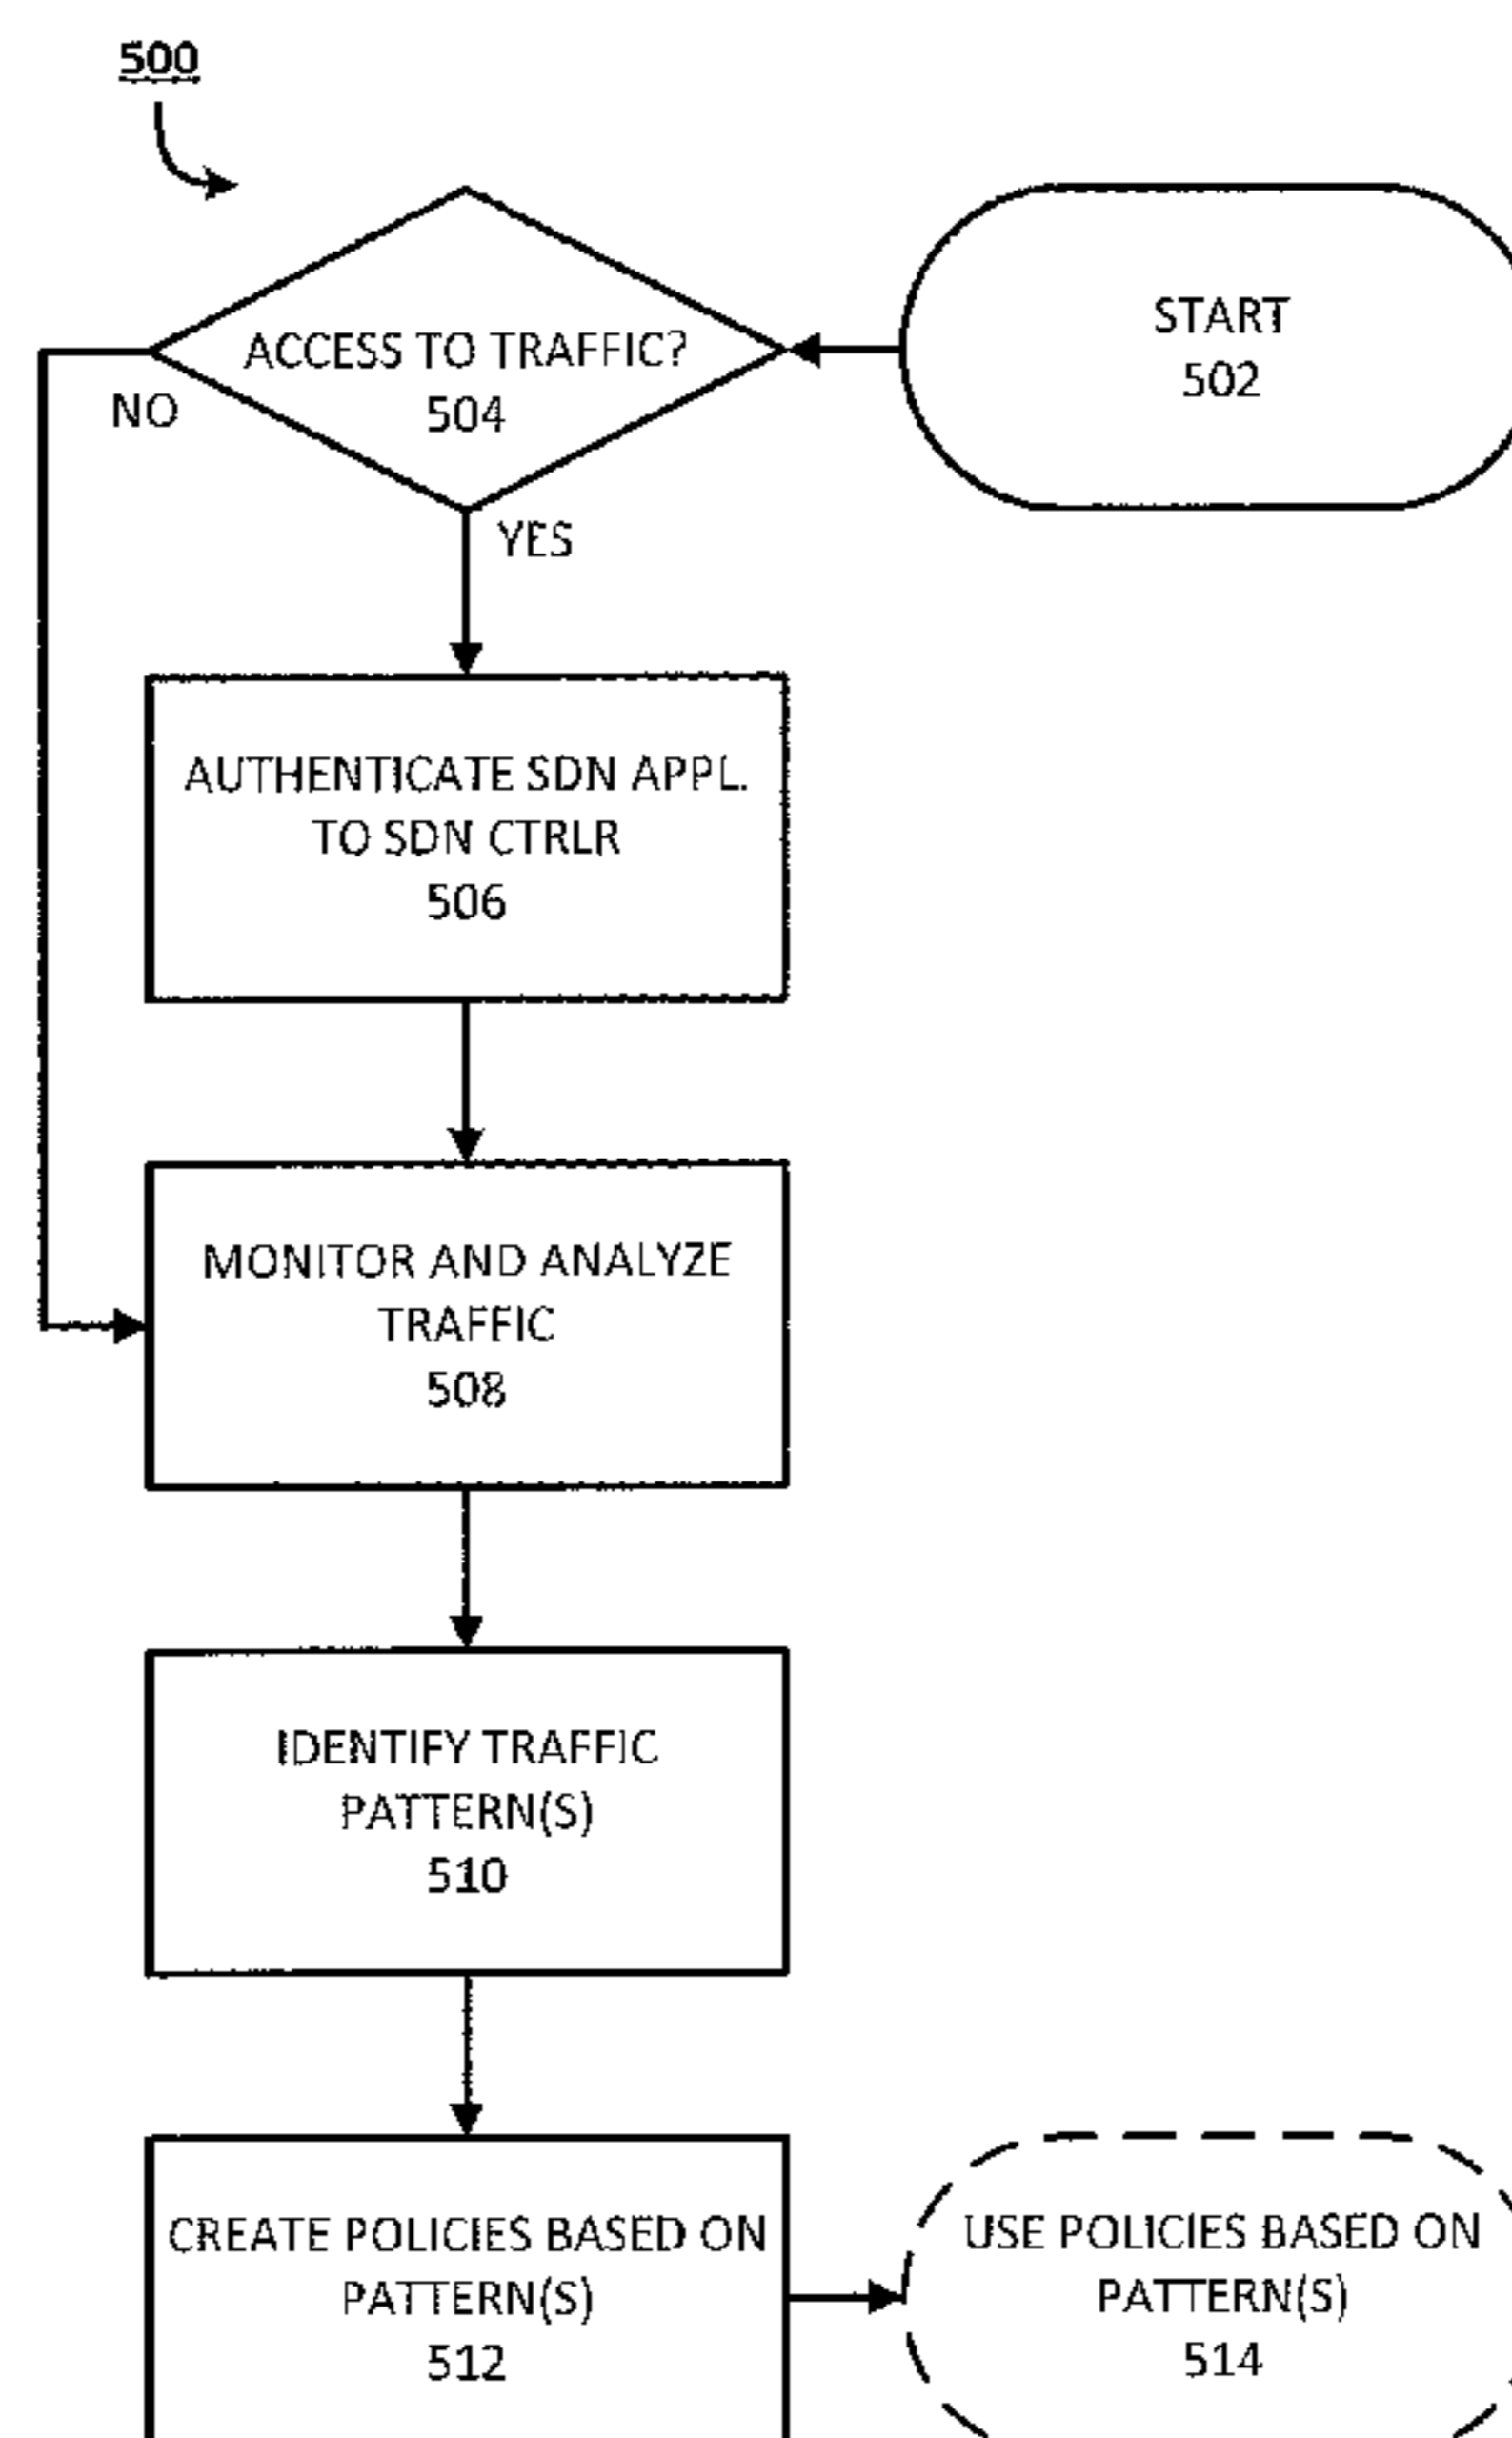 500
START
502
ACCESS TO TRAFFIC?
504
NO
YES
AUTHENTICATE SDN APPL.
TO SDN CTRLR
506
MONITOR AND ANALYZE
TRAFFIC
508
IDENTIFY TRAFFIC
PATTERN(S)
510
CREATE POLICIES BASED ON
PATTERN(S)
512
USE POLICIES BASED ON
PATTERN(S)
514